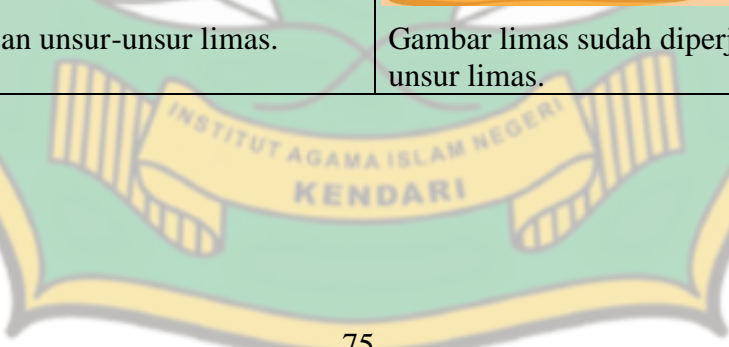 an unsur-unsur limas.
Gambar limas sudah diperj
unsur limas.
INSTITUT AGAMA ISLAM NEGERI
KENDARI
75